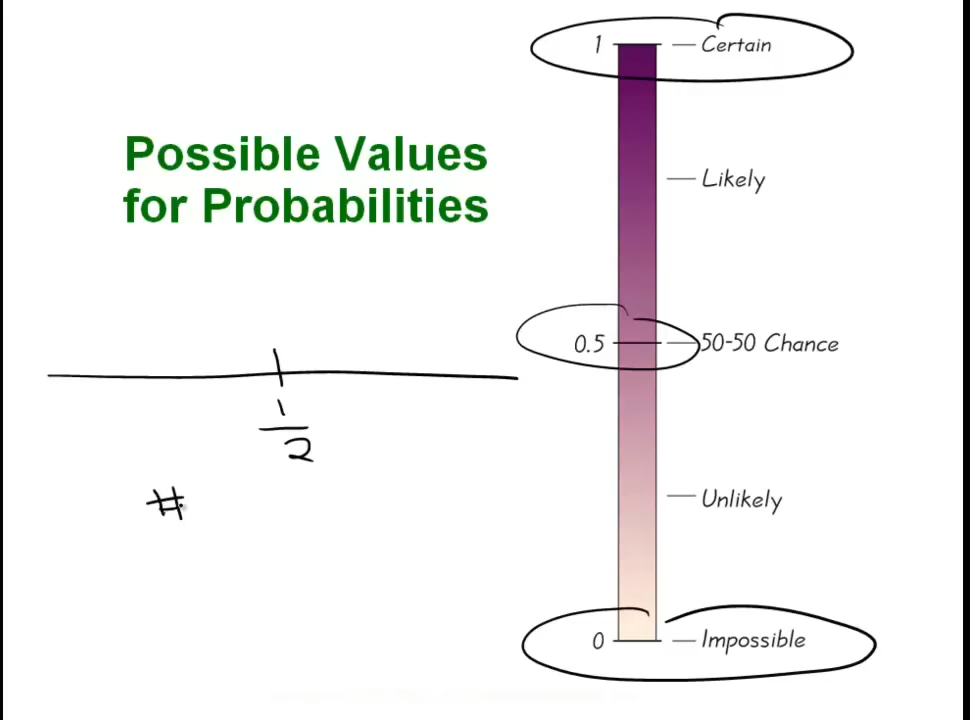 Possible Values
for Probabilities
1 — Certain
— Likely
0.5 — 50-50 Chance
— Unlikely
0 — Impossible
1
2
#